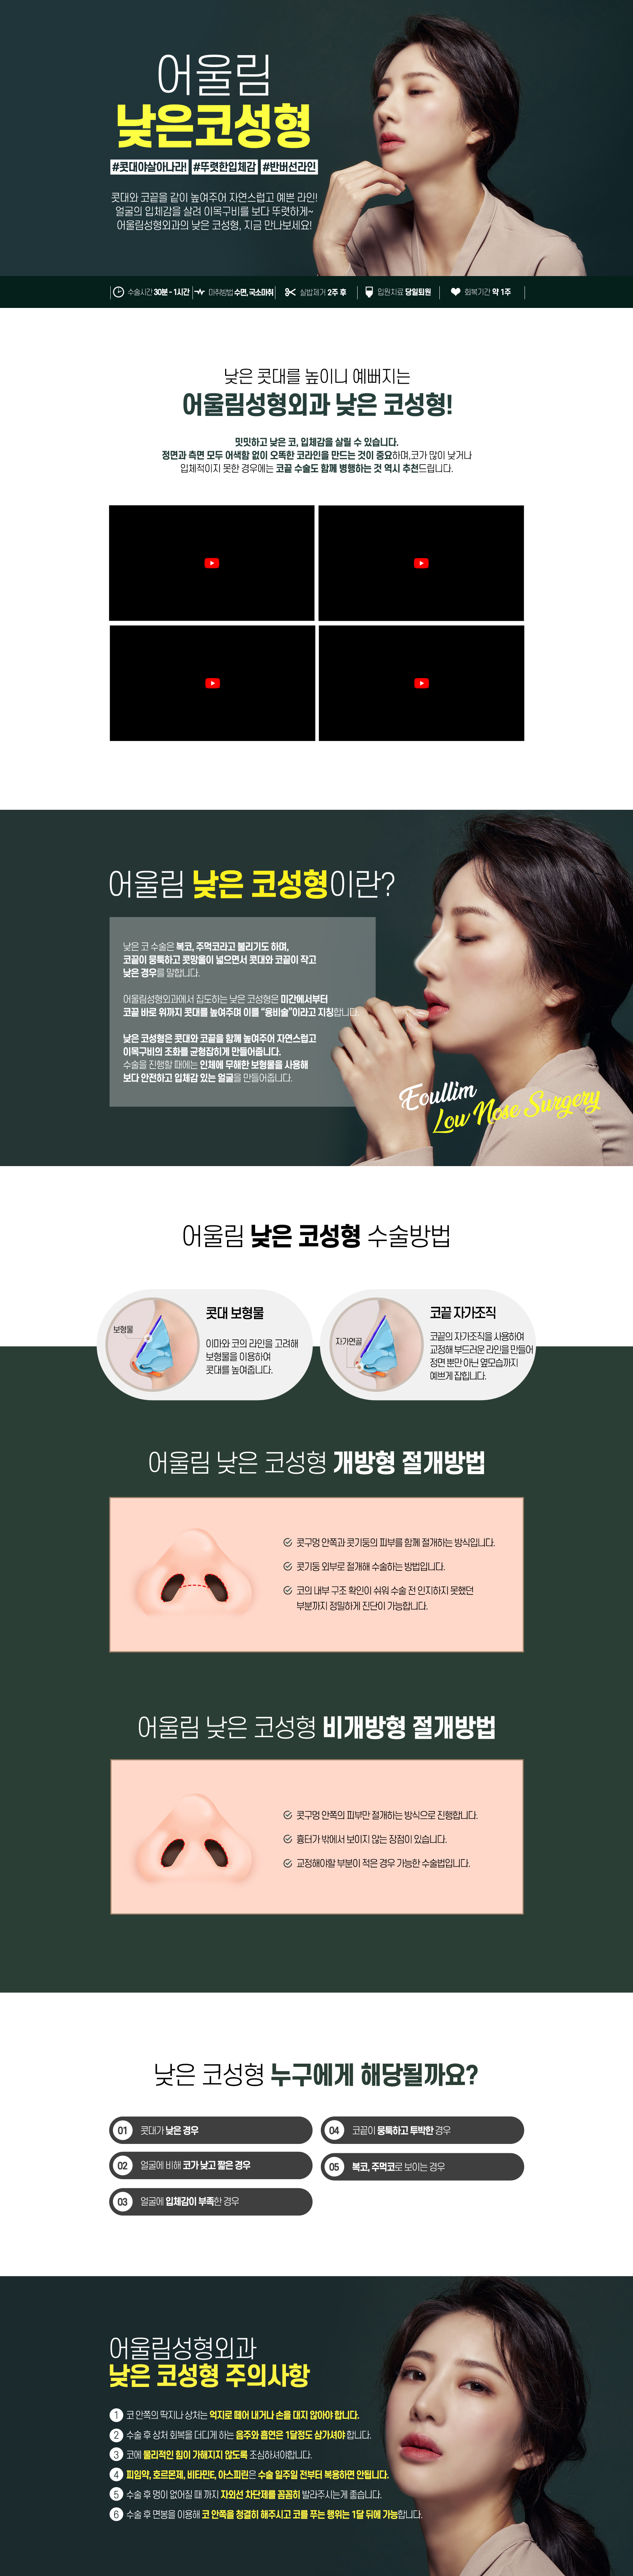 어울림
낮은코성형
#콧대야살아나라! #뚜렷한입체감 #반버선라인
콧대와 코끝을 같이 높여주어 자연스럽고 예쁜 라인!
얼굴의 입체감을 살려 이목구비를 보다 뚜렷하게~
어울림성형외과의 낮은 코성형, 지금 만나보세요!
수술시간 30분 - 1시간 마취방법 수면, 국소마취 실밥제거 2주 후 입원치료 당일퇴원 회복기간 약 1주
낮은 콧대를 높이니 예뻐지는
어울림성형외과 낮은 코성형!
밋밋하고 낮은 코, 입체감을 살릴 수 있습니다.
정면과 측면 모두 어색함 없이 오똑한 코라인을 만드는 것이 중요하며,코가 많이 낮거나
입체적이지 못한 경우에는 코끝 수술도 함께 병행하는 것 역시 추천드립니다.
어울림 낮은 코성형이란?
낮은 코 수술은 복코, 주먹코라고 불리기도 하며,
코끝이 뭉툭하고 콧망울이 넓으면서 콧대와 코끝이 작고
낮은 경우를 말합니다.
어울림성형외과에서 집도하는 낮은 코성형은 미간에서부터
코끝 바로 위까지 콧대를 높여주며 이를 "융비술"이라고 지칭합니다.
낮은 코성형은 콧대와 코끝을 함께 높여주어 자연스럽고
이목구비의 조화를 균형잡히게 만들어줍니다.
수술을 진행할 때에는 인체에 무해한 보형물을 사용해
보다 안전하고 입체감 있는 얼굴을 만들어줍니다.
Eoullim
Low Nose Surgery
어울림 낮은 코성형 수술방법
보형물
콧대 보형물
이마와 코의 라인을 고려해
보형물을 이용하여
콧대를 높여줍니다.
자가연골
코끝 자가조직
코끝의 자가조직을 사용하여
교정해 부드러운 라인을 만들어
정면 뿐만 아닌 옆모습까지
예쁘게 잡힙니다.
어울림 낮은 코성형 개방형 절개방법
콧구멍 안쪽과 콧기둥의 피부를 함께 절개하는 방식입니다.
콧기둥 외부로 절개해 수술하는 방법입니다.
코의 내부 구조 확인이 쉬워 수술 전 인지하지 못했던
부분까지 정밀하게 진단이 가능합니다.
어울림 낮은 코성형 비개방형 절개방법
콧구멍 안쪽의 피부만 절개하는 방식으로 진행합니다.
흉터가 밖에서 보이지 않는 장점이 있습니다.
교정해야할 부분이 적은 경우 가능한 수술법입니다.
낮은 코성형 누구에게 해당될까요?
01 콧대가 낮은 경우
02 얼굴에 비해 코가 낮고 짧은 경우
03 얼굴에 입체감이 부족한 경우
04 코끝이 뭉툭하고 투박한 경우
05 복코, 주먹코로 보이는 경우
어울림성형외과
낮은 코성형 주의사항
1 코 안쪽의 딱지나 상처는 억지로 떼어 내거나 손을 대지 않아야 합니다.
2 수술 후 상처 회복을 더디게 하는 음주와 흡연은 1달정도 삼가셔야 합니다.
3 코에 물리적인 힘이 가해지지 않도록 조심하셔야합니다.
4 피임약, 호르몬제, 비타민E, 아스피린은 수술 일주일 전부터 복용하면 안됩니다.
5 수술 후 멍이 없어질 때 까지 자외선 차단제를 꼼꼼히 발라주시는게 좋습니다.
6 수술 후 면봉을 이용해 코 안쪽을 청결히 해주시고 코를 푸는 행위는 1달 뒤에 가능합니다.